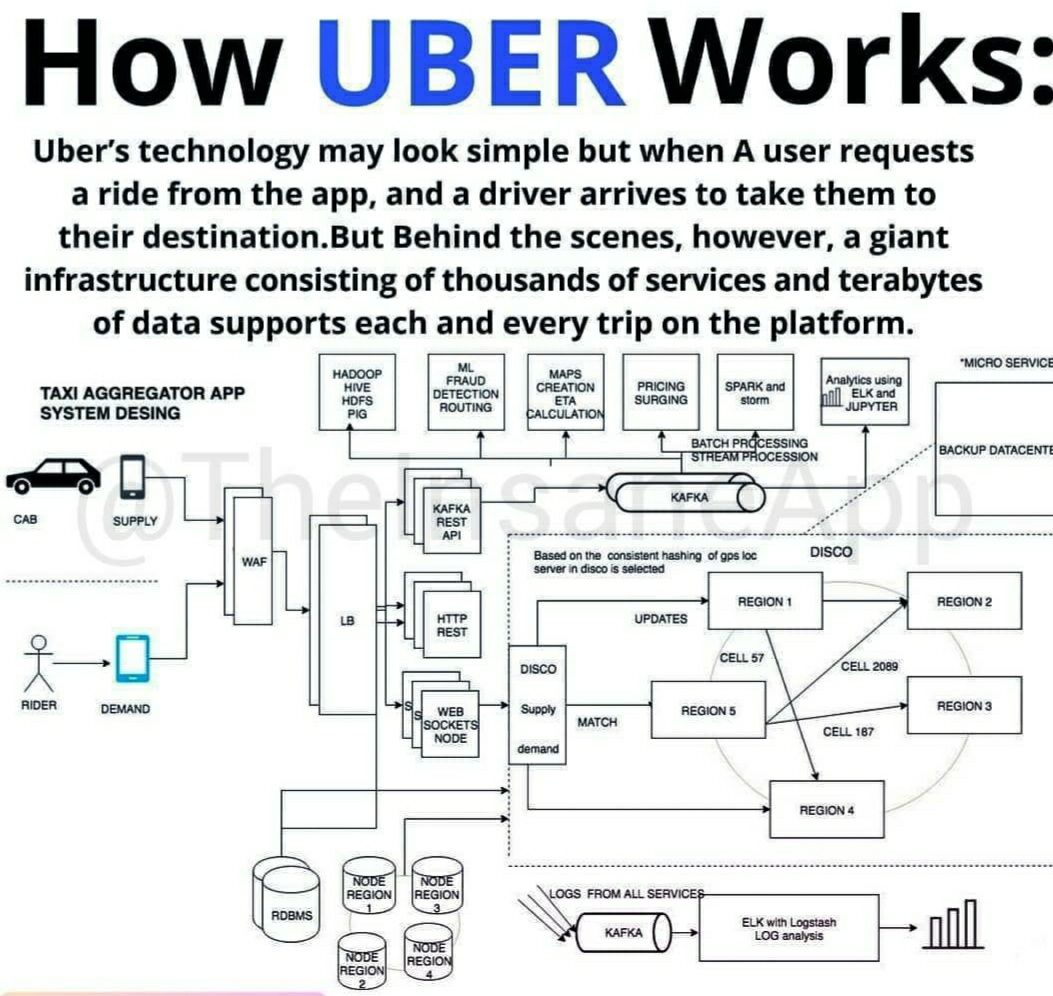 How UBER Works:
Uber's technology may look simple but when A user requests
a ride from the app, and a driver arrives to take them to
their destination.But Behind the scenes, however, a giant
infrastructure consisting of thousands of services and terabytes
of data supports each and every trip on the platform.
TAXI AGGREGATOR APP
SYSTEM DESING
HADOOP
HIVE
HDFS
PIG
ML
FRAUD
DETECTION
ROUTING
MAPS
CREATION
ETA
CALCULATION
PRICING
SURGING
SPARK and
storm
Analytics using
ELK and
JUPYTER
*MICRO SERVICE
BACKUP DATACENTE
BATCH PROCESSING
STREAM PROCESSION
@TheInsaneApp
CAB
SUPPLY
WAF
LB
KAFKA
REST
API
KAFKA
RIDER
DEMAND
HTTP
REST
S
S
WEB
SOCKETS
NODE
Based on the consistent hashing of gps loc
server in disco is selected
DISCO
DISCO
Supply
demand
UPDATES
MATCH
REGION 1
REGION 2
CELL 57
CELL 2089
REGION 5
REGION 3
CELL 167
REGION 4
RDBMS
NODE
REGION
1
NODE
REGION
3
NODE
REGION
2
NODE
REGION
4
LOGS FROM ALL SERVICES
KAFKA
ELK with Logstash
LOG analysis